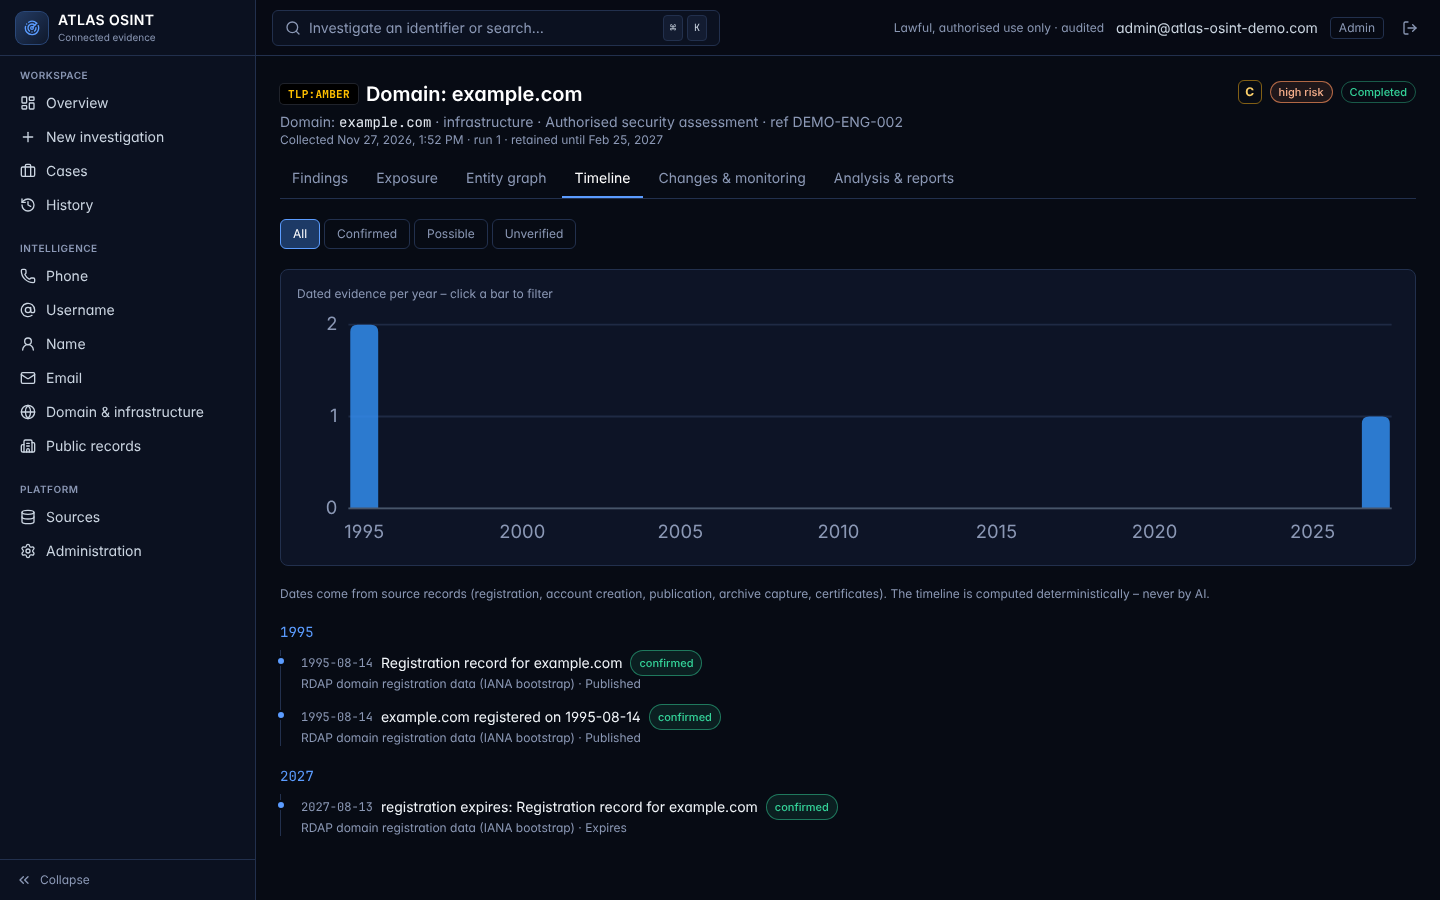 ATLAS OSINT
Connected evidence
Investigate an identifier or search...
⌘ K
Lawful, authorised use only · audited
admin@atlas-osint-demo.com
Admin
WORKSPACE
Overview
New investigation
Cases
History
INTELLIGENCE
Phone
Username
Name
Email
Domain & infrastructure
Public records
PLATFORM
Sources
Administration
Collapse
TLP:AMBER Domain: example.com
C high risk Completed
Domain: example.com · infrastructure · Authorised security assessment · ref DEMO-ENG-002
Collected Nov 27, 2026, 1:52 PM · run 1 · retained until Feb 25, 2027
Findings Exposure Entity graph Timeline Changes & monitoring Analysis & reports
All Confirmed Possible Unverified
Dated evidence per year – click a bar to filter
2
1
0
1995 2000 2005 2010 2015 2020 2025
Dates come from source records (registration, account creation, publication, archive capture, certificates). The timeline is computed deterministically – never by AI.
1995
1995-08-14 Registration record for example.com confirmed
RDAP domain registration data (IANA bootstrap) · Published
1995-08-14 example.com registered on 1995-08-14 confirmed
RDAP domain registration data (IANA bootstrap) · Published
2027
2027-08-13 registration expires: Registration record for example.com confirmed
RDAP domain registration data (IANA bootstrap) · Expires